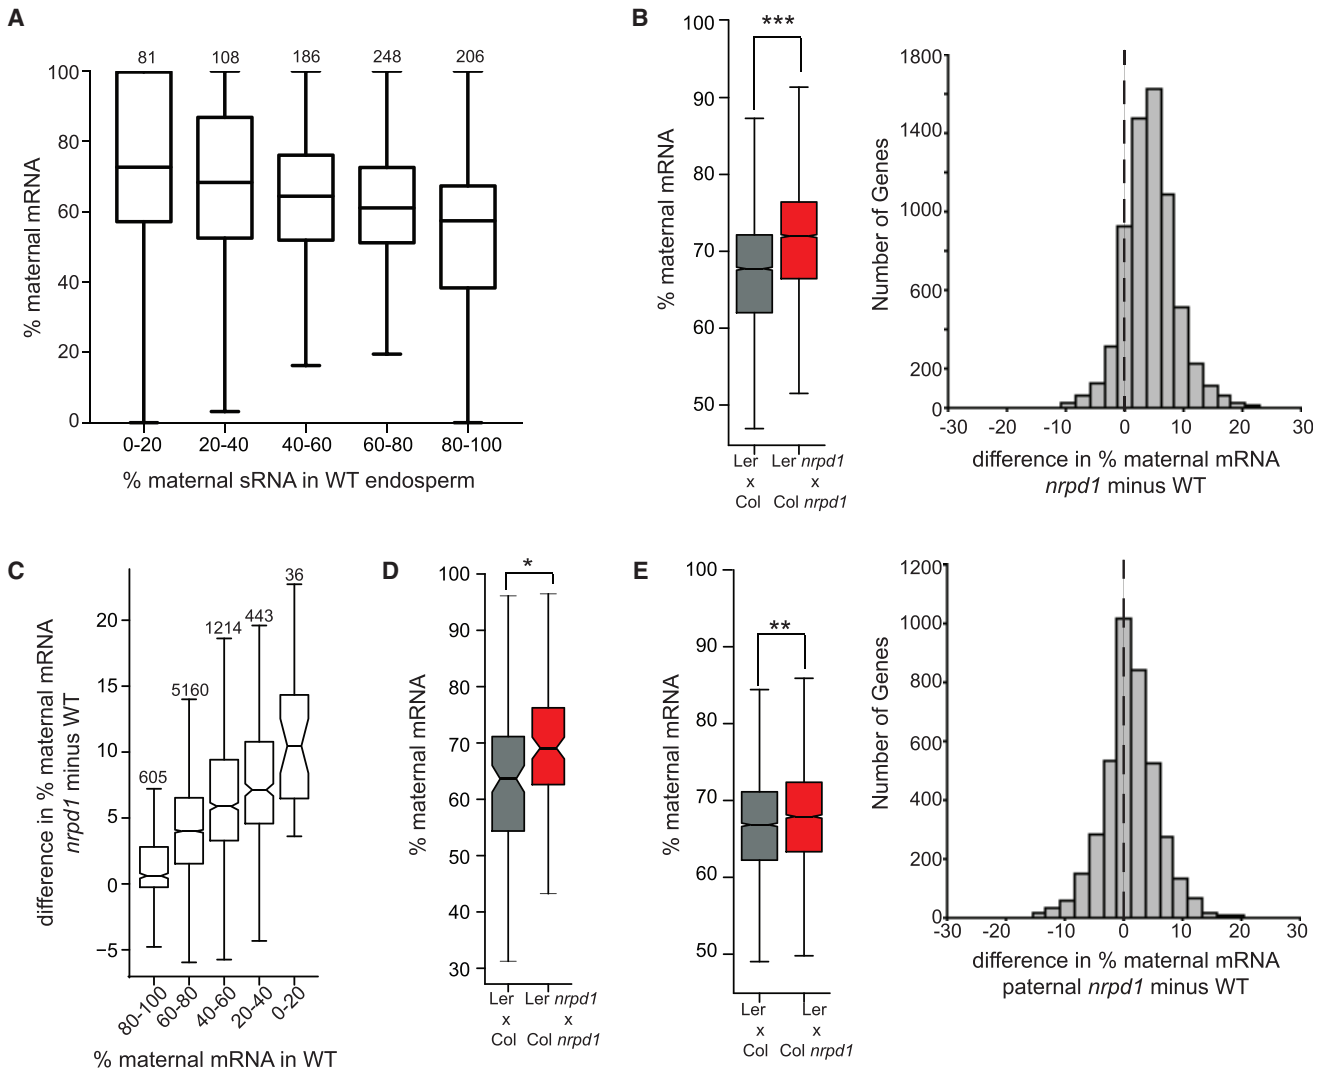 A
81 108 186 248 206
100
80
60
40
20
0
% maternal mRNA
0-20 20-40 40-60 60-80 80-100
% maternal sRNA in WT endosperm
B
***
100
90
80
70
60
50
% maternal mRNA
Ler Ler nrpd1
x x
Col Col nrpd1
1800
1400
1000
600
200
0
Number of Genes
-30 -20 -10 0 10 20 30
difference in % maternal mRNA
nrpd1 minus WT
C
605 5160 1214 443 36
20
15
10
5
0
−5
difference in % maternal mRNA
nrpd1 minus WT
80-100 60-80 40-60 20-40 0-20
% maternal mRNA in WT
D
*
100
90
80
70
60
50
40
30
% maternal mRNA
Ler Ler nrpd1
x x
Col Col nrpd1
E
**
100
90
80
70
60
50
% maternal mRNA
Ler Ler
x x
Col Col nrpd1
1200
1000
800
600
400
200
0
Number of Genes
-30 -20 -10 0 10 20 30
difference in % maternal mRNA
paternal nrpd1 minus WT